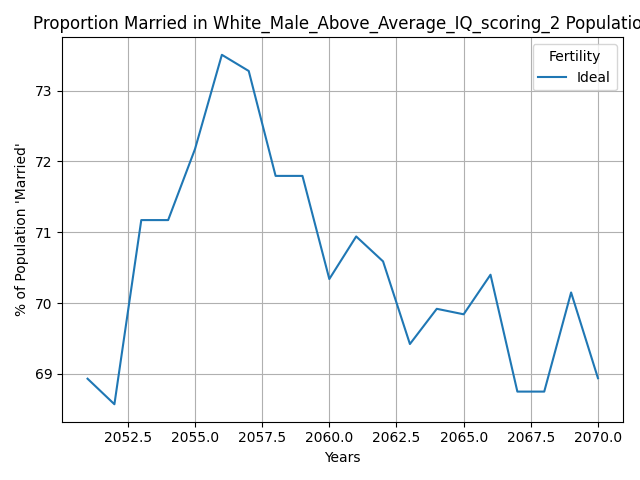 Proportion Married in White_Male_Above_Average_IQ_scoring_2 Populatio
Fertility
Ideal
% of Population 'Married'
73
72
71
70
69
2052.5 2055.0 2057.5 2060.0 2062.5 2065.0 2067.5 2070.0
Years